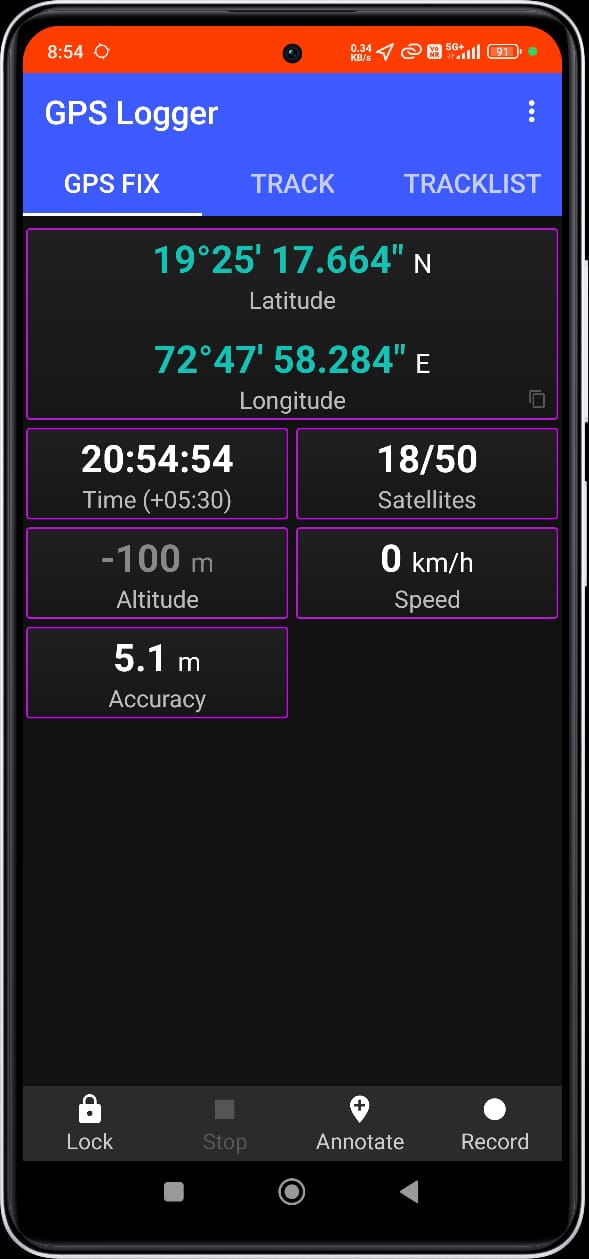 8:54 0.34 KB/s Vo NR 5G+ 91
GPS Logger
GPS FIX TRACK TRACKLIST
19°25' 17.664" N
Latitude
72°47' 58.284" E
Longitude
20:54:54 18/50
Time (+05:30) Satellites
-100 m 0 km/h
Altitude Speed
5.1 m
Accuracy
Lock Stop Annotate Record